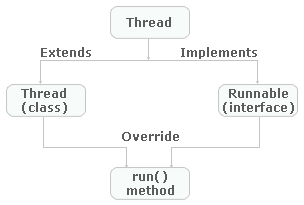 Thread
Extends
Implements
Thread
(class)
Runnable
(interface)
Override
run()
method